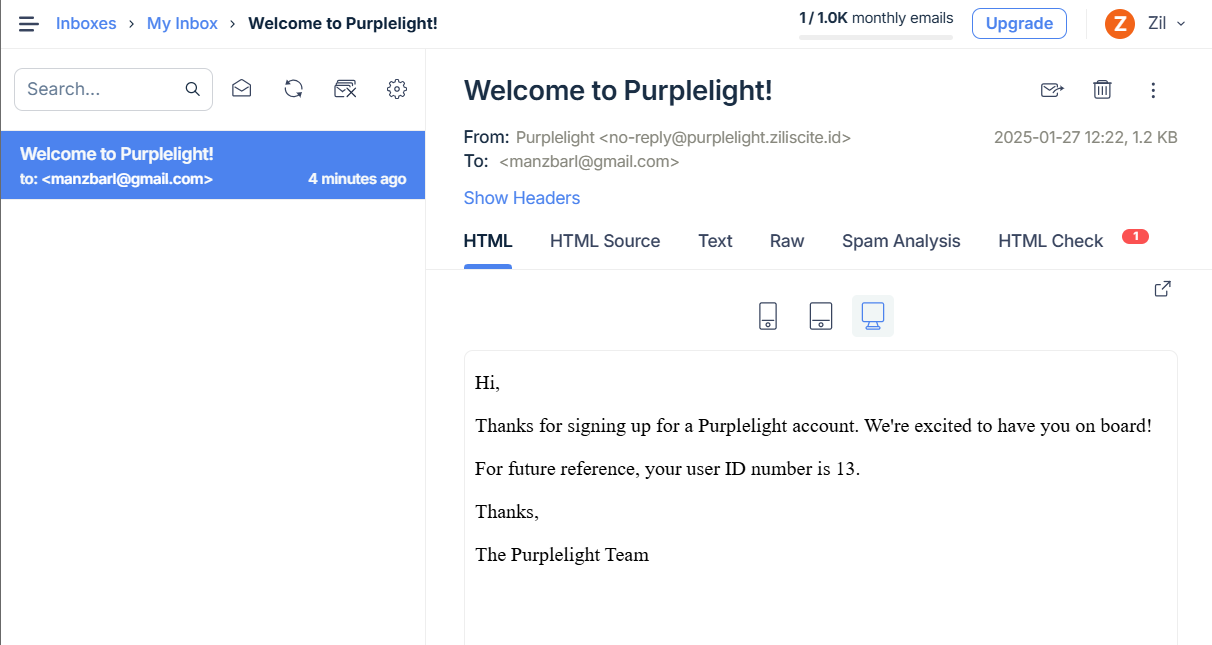 Inboxes > My Inbox > Welcome to Purplelight!
1 / 1.0K monthly emails
Upgrade
Z
Zil
Search...
Welcome to Purplelight!
to: <manzbarl@gmail.com> 4 minutes ago
Welcome to Purplelight!
From: Purplelight <no-reply@purplelight.ziliscite.id> 2025-01-27 12:22, 1.2 KB
To: <manzbarl@gmail.com>
Show Headers
HTML HTML Source Text Raw Spam Analysis HTML Check 1
Hi,
Thanks for signing up for a Purplelight account. We're excited to have you on board!
For future reference, your user ID number is 13.
Thanks,
The Purplelight Team